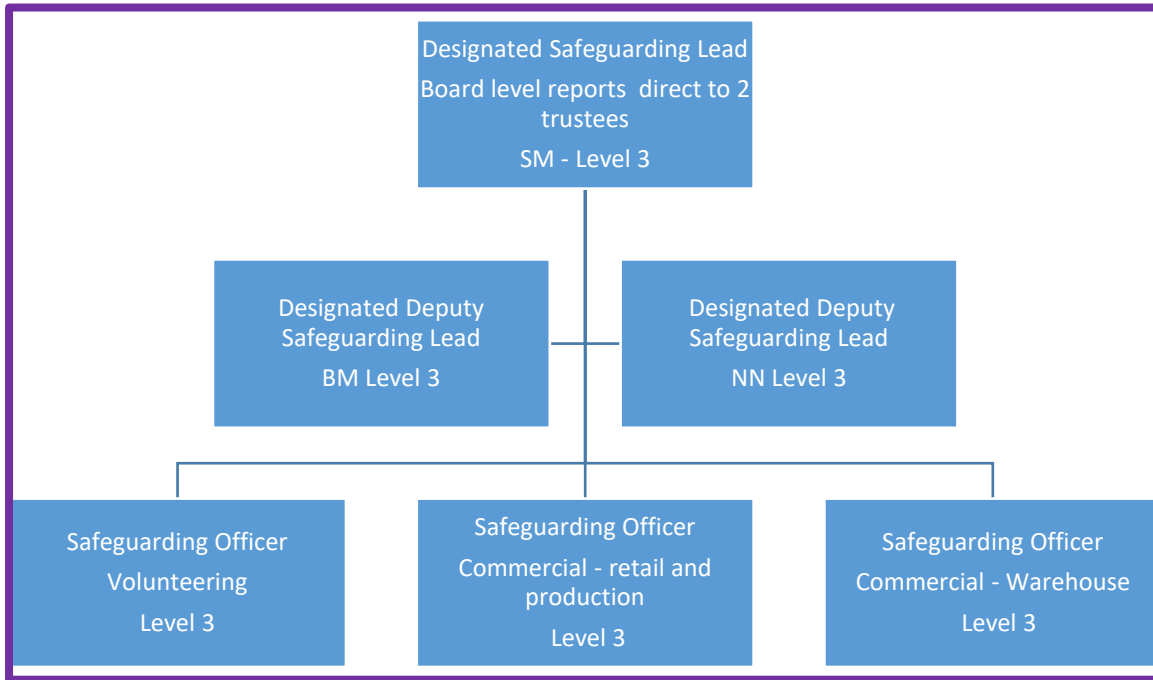 Designated Safeguarding Lead
Board level reports  direct to 2
trustees
SM - Level 3
Designated Deputy
Safeguarding Lead
BM Level 3
Designated Deputy
Safeguarding Lead
NN Level 3
Safeguarding Officer
Volunteering
Level 3
Safeguarding Officer
Commercial - retail and
production
Level 3
Safeguarding Officer
Commercial - Warehouse
Level 3